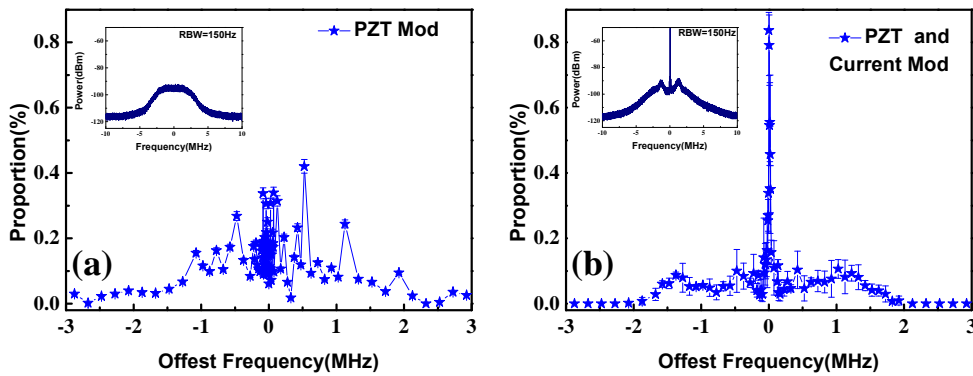 PZT Mod
RBW=150Hz
-60
-80
-100
-120
Power(dBm)
-10 -5 0 5 10
Frequency(MHz)
0.8
0.6
0.4
0.2
0.0
Proportion(%)
(a)
-3 -2 -1 0 1 2 3
Offest Frequency(MHz)
PZT and
Current Mod
RBW=150Hz
-60
-80
-100
-120
Power(dBm)
-10 -5 0 5 10
Frequency(MHz)
0.8
0.6
0.4
0.2
0.0
Proportion(%)
(b)
-3 -2 -1 0 1 2 3
Offest Frequency(MHz)